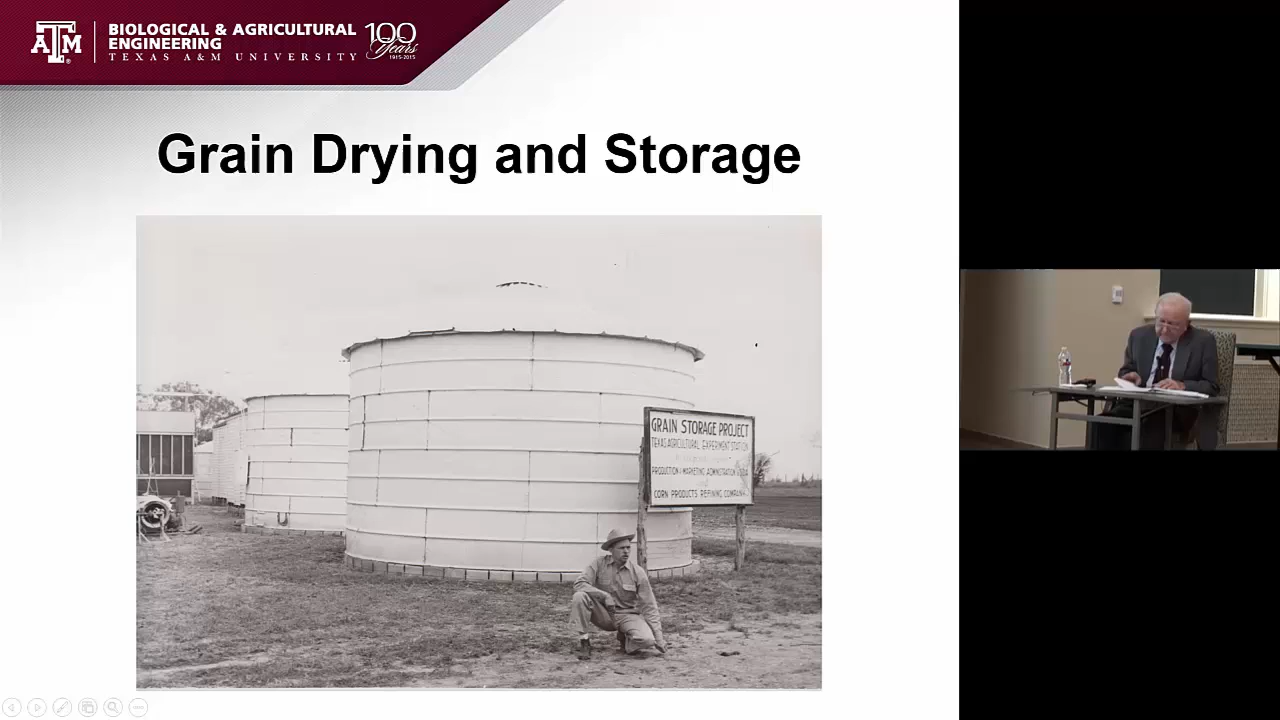 BIOLOGICAL & AGRICULTURAL
ENGINEERING
TEXAS A&M UNIVERSITY
ATM
100
Years
1915-2015
Grain Drying and Storage
GRAIN STORAGE PROJECT
TEXAS AGRICULTURAL EXPERIMENT STATION
PRODUCTION & MARKETING ADMINISTRATION
CORN PRODUCTS REFINING COMPANY